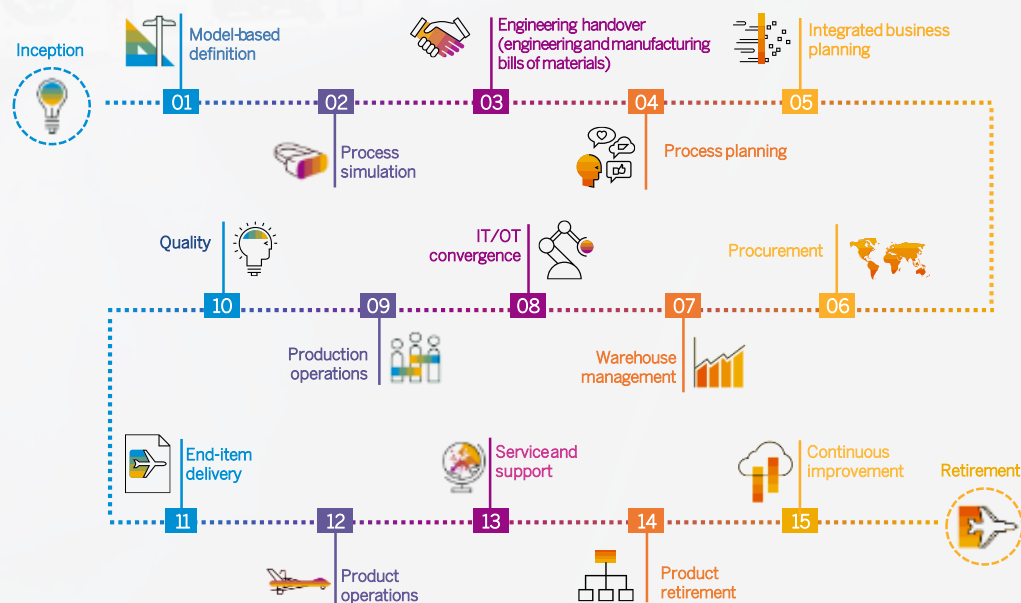 Inception
Model-based
definition
Engineering handover
(engineering and manufacturing
bills of materials)
Integrated business
planning
01
02
03
04
05
Process
simulation
Process planning
Quality
IT/OT
convergence
Procurement
10
09
08
07
06
Production
operations
Warehouse
management
End-item
delivery
Service and
support
Continuous
improvement
Retirement
11
12
13
14
15
Product
operations
Product
retirement